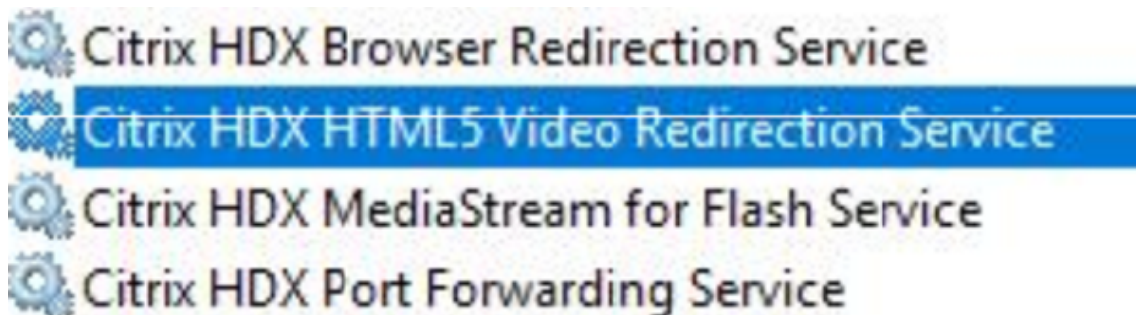 Citrix HDX Browser Redirection Service
Citrix HDX HTML5 Video Redirection Service
Citrix HDX MediaStream for Flash Service
Citrix HDX Port Forwarding Service